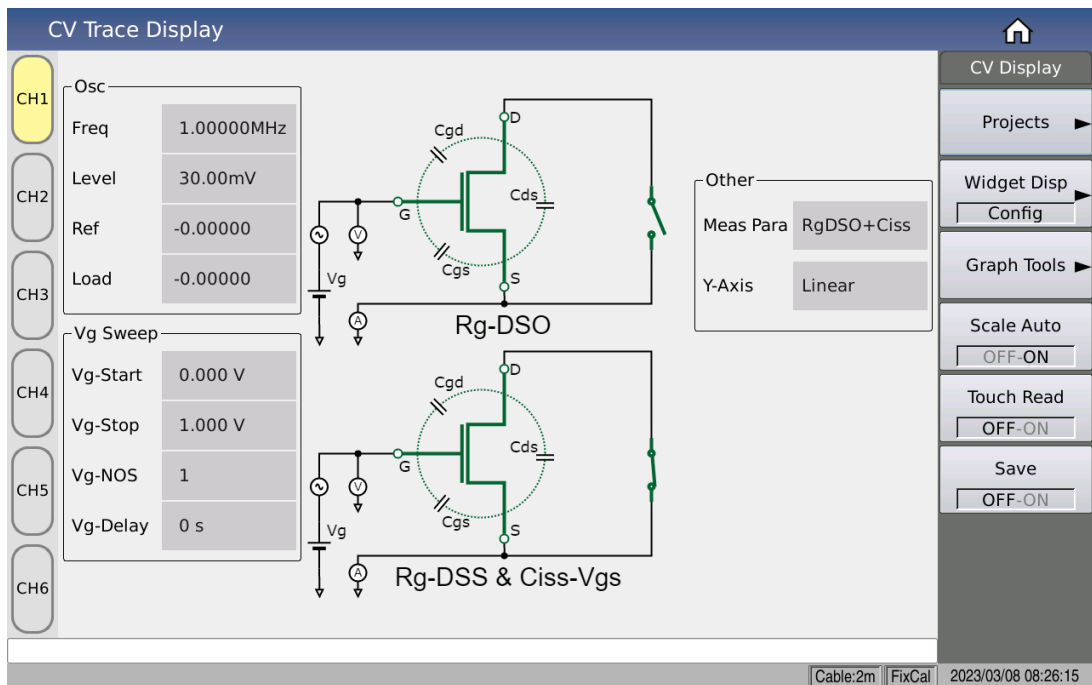 CV Trace Display
CH1
CH2
CH3
CH4
CH5
CH6
Osc
Freq 1.00000MHz
Level 30.00mV
Ref -0.00000
Load -0.00000
Vg Sweep
Vg-Start 0.000 V
Vg-Stop 1.000 V
Vg-NOS 1
Vg-Delay 0 s
D
Cgd
Cds
G
V
Cgs
S
Vg
A
Rg-DSO
D
Cgd
Cds
G
V
Cgs
S
Vg
A
Rg-DSS & Ciss-Vgs
Other
Meas Para RgDSO+Ciss
Y-Axis Linear
CV Display
Projects
Widget Disp
Config
Graph Tools
Scale Auto
OFF-ON
Touch Read
OFF-ON
Save
OFF-ON
Cable:2m FixCal 2023/03/08 08:26:15